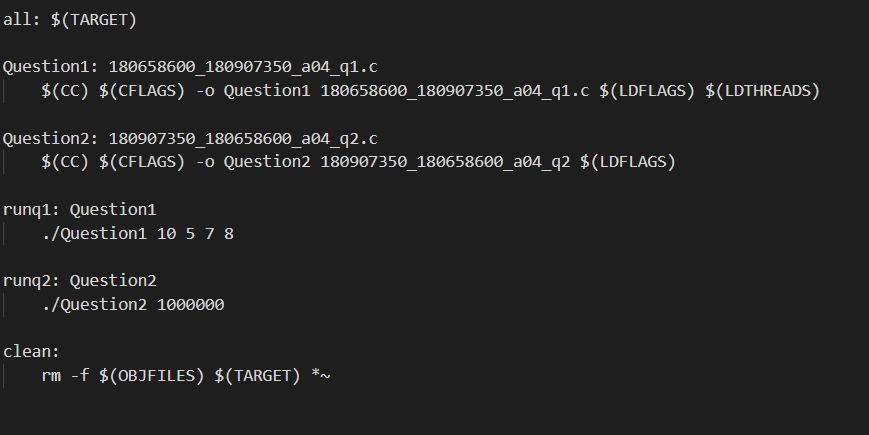 all: $(TARGET)
Question1: 180658600_180907350_a04_q1.c
$(CC) $(CFLAGS) -o Question1 180658600_180907350_a04_q1.c $(LDFLAGS) $(LDTHREADS)
Question2: 180907350_180658600_a04_q2.c
$(CC) $(CFLAGS) -o Question2 180907350_180658600_a04_q2 $(LDFLAGS)
runq1: Question1
./Question1 10 5 7 8
runq2: Question2
./Question2 1000000
clean:
rm -f $(OBJFILES) $(TARGET) *~